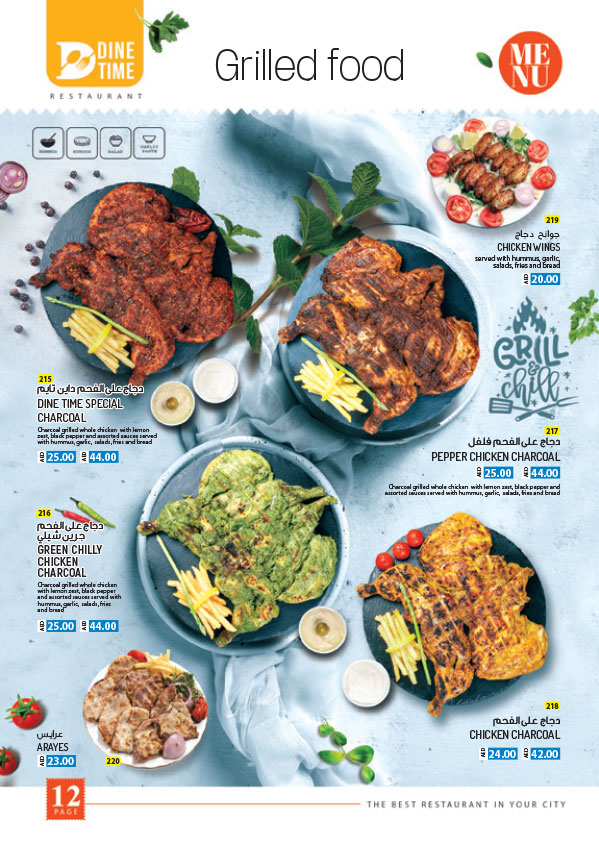 DINE
TIME
RESTAURANT
Grilled food
ME
NU
HUMMUS
SALAD
GARLIC
PASTE
219
جوانح دجاج
CHICKEN WINGS
served with hummus, garlic,
salads, fries and bread
AED 20.00
GRILL
&
chill
215
دجاج على الفحم داين تايم
DINE TIME SPECIAL
CHARCOAL
Charcoal grilled whole chicken with lemon
zest, black pepper and assorted sauces served
with hummus, garlic, salads, fries and bread
AED 25.00 AED 44.00
217
دجاج على الفحم فلفل
PEPPER CHICKEN CHARCOAL
AED 25.00 AED 44.00
Charcoal grilled whole chicken with lemon zest, black pepper and
assorted sauces served with hummus, garlic, salads, fries and bread
216
دجاج على الفحم
جرين شيلي
GREEN CHILLY
CHICKEN
CHARCOAL
Charcoal grilled whole chicken
with lemon zest, black pepper
and assorted sauces served with
hummus, garlic, salads, fries
and bread
AED 25.00 AED 44.00
218
دجاج على الفحم
CHICKEN CHARCOAL
AED 24.00 AED 42.00
عرايس
ARAYES
AED 23.00
220
12
PAGE
THE BEST RESTAURANT IN YOUR CITY